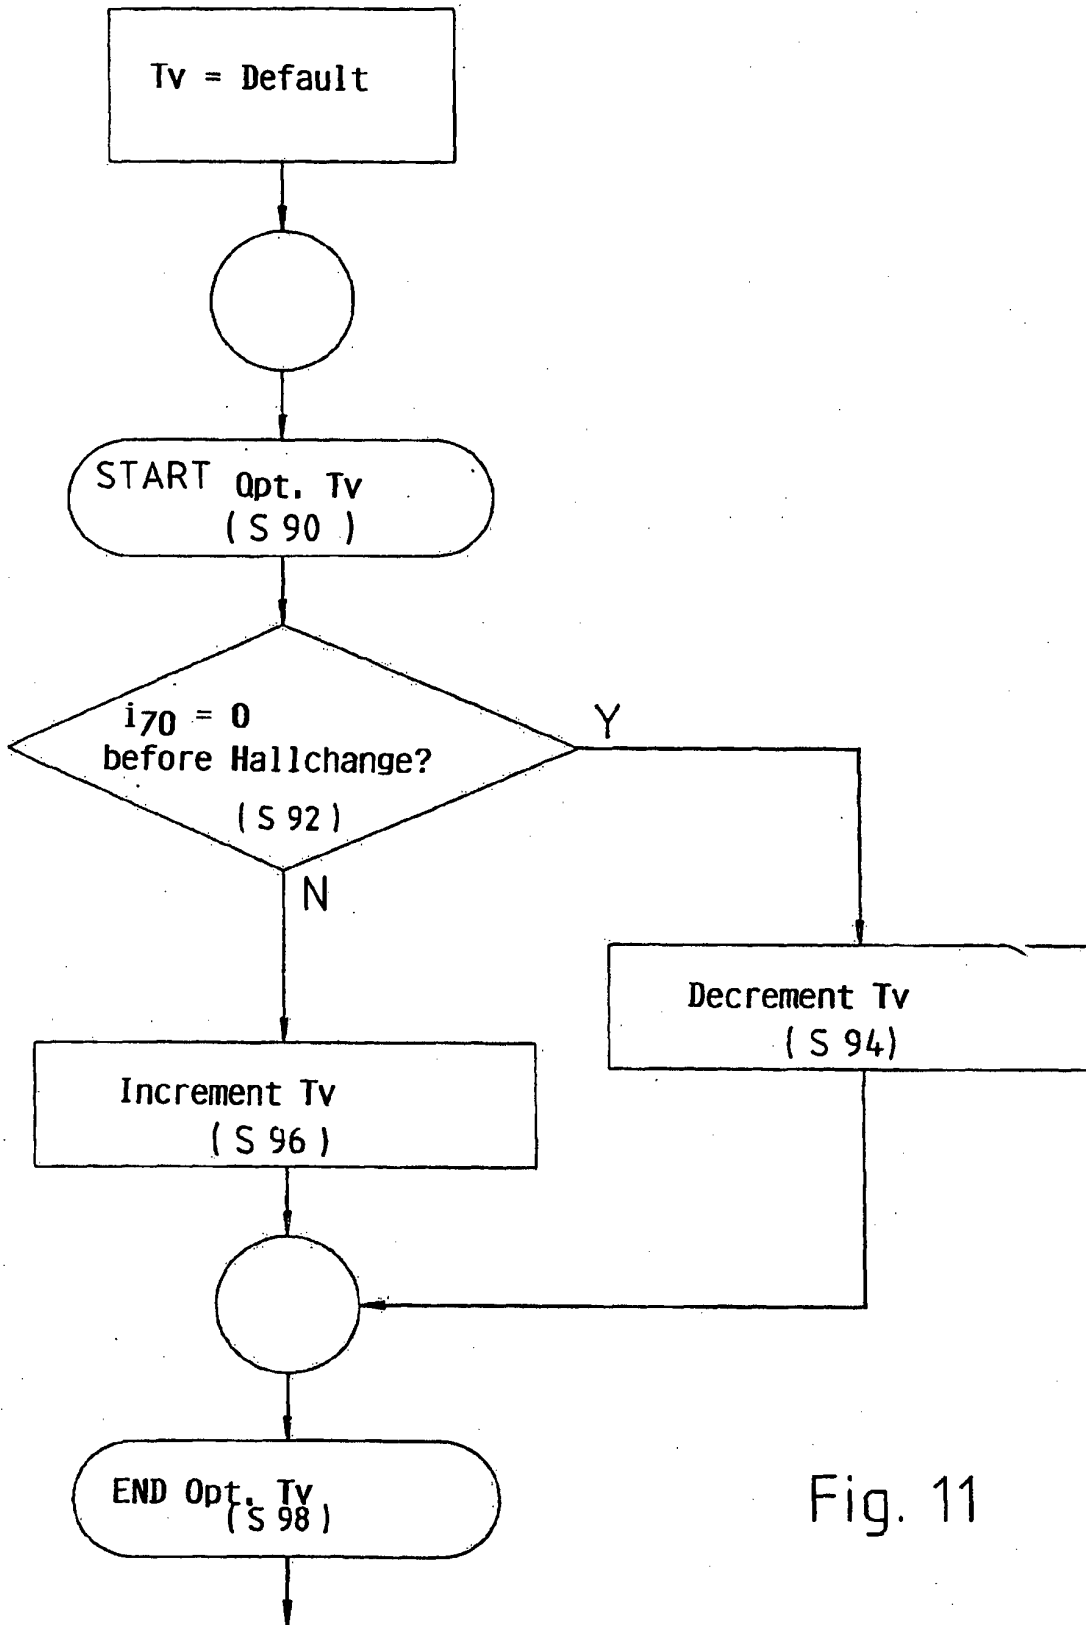 Tv = Default
START Opt. Tv
(S 90 )
i70 = 0
before Hallchange?
(S 92)
Y
N
Decrement Tv
(S 94)
Increment Tv
(S 96)
END Opt. Tv
(S 98)
Fig. 11